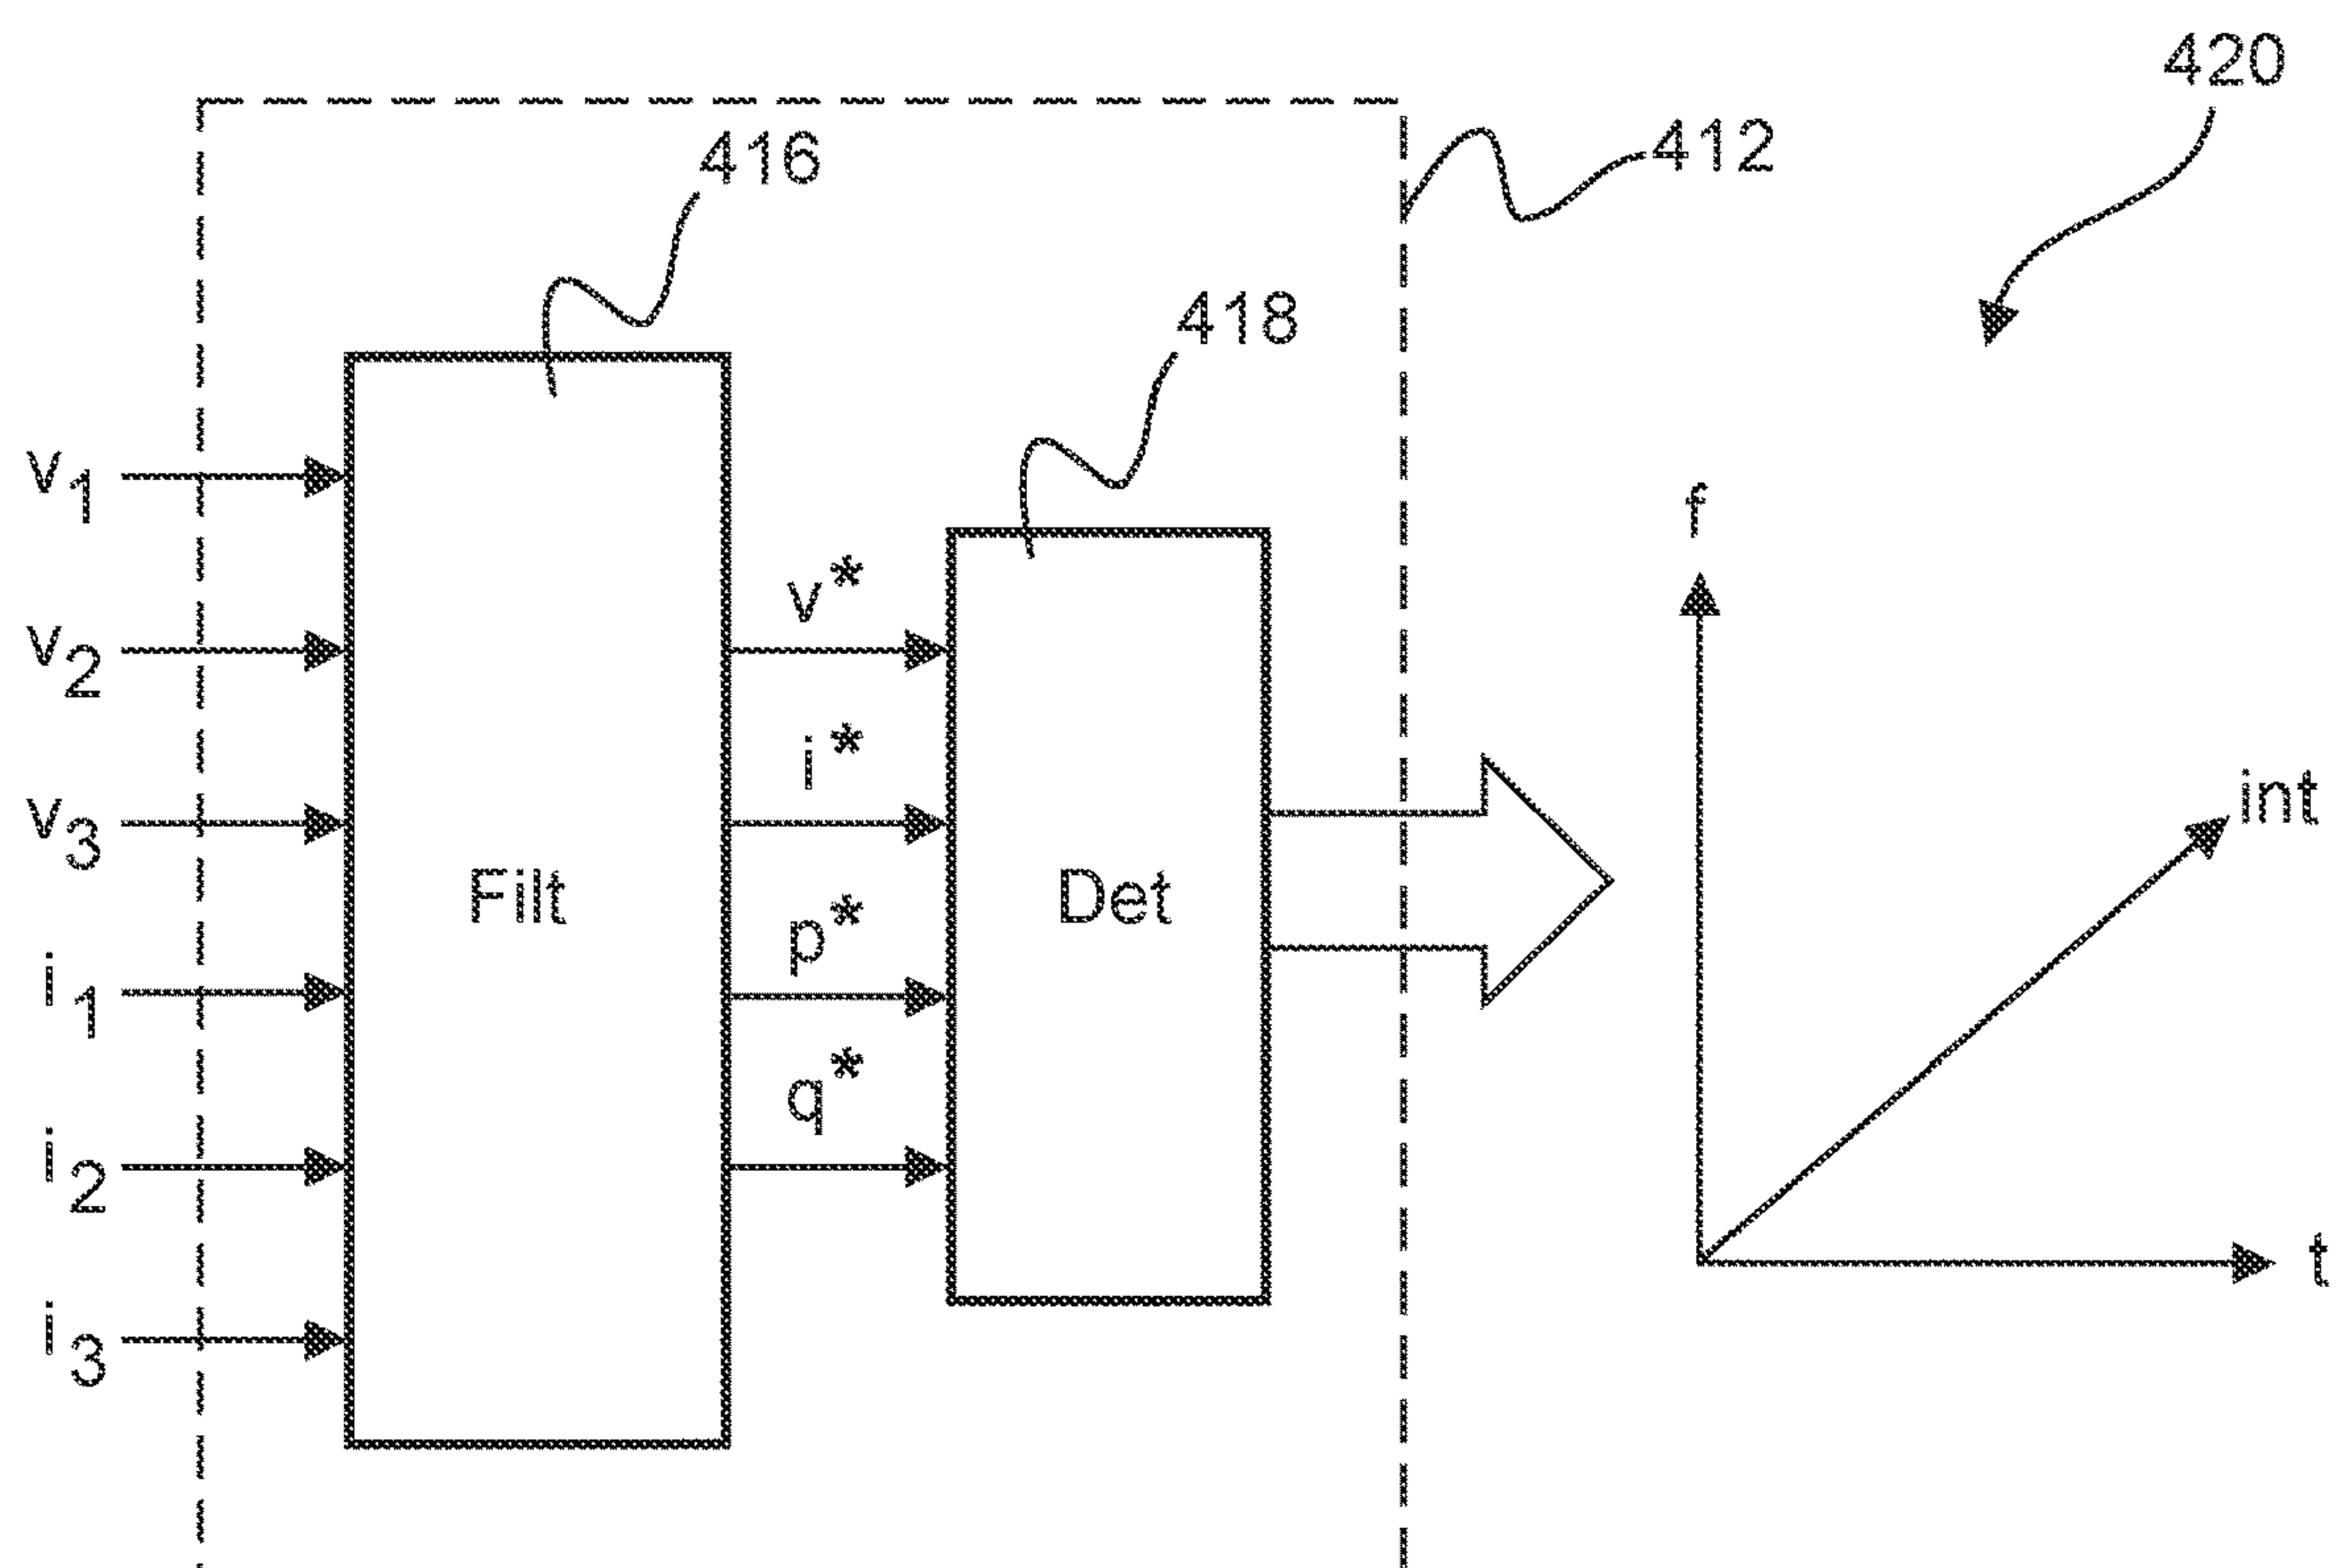 420
416
412
418
v1
f
v*
v2
i*
int
v3
Filt
Det
p*
i1
q*
i2
t
i3